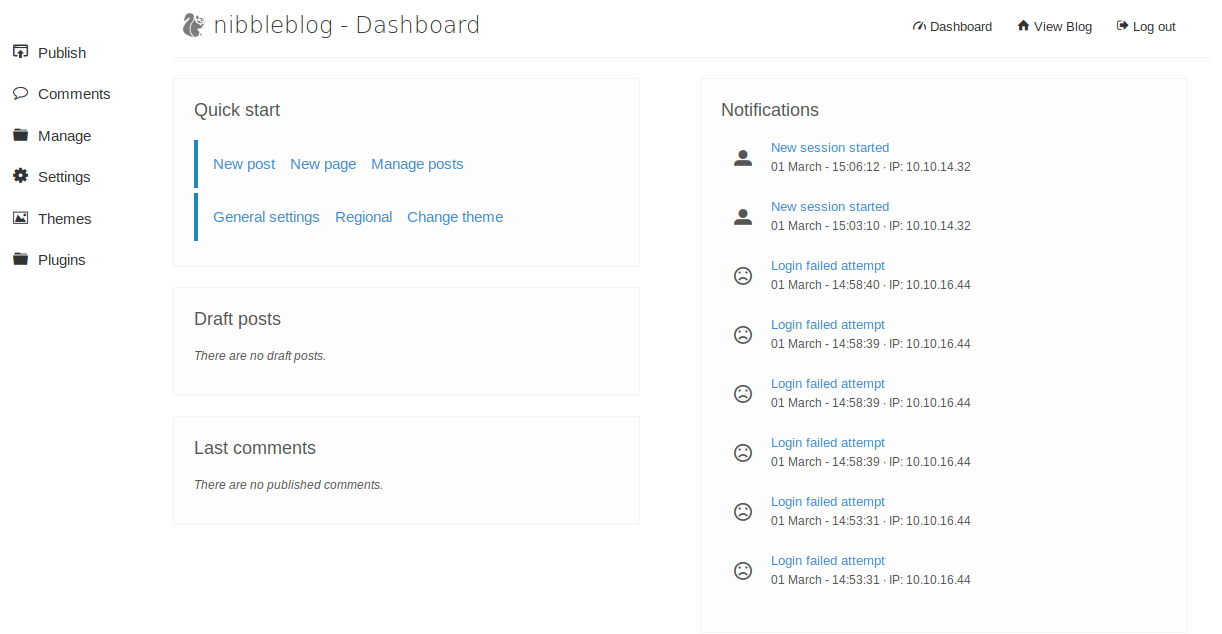 nibbleblog - Dashboard
Dashboard View Blog Log out
Publish
Comments
Manage
Settings
Themes
Plugins
Quick start
New post New page Manage posts
General settings Regional Change theme
Draft posts
There are no draft posts.
Last comments
There are no published comments.
Notifications
New session started
01 March - 15:06:12 · IP: 10.10.14.32
New session started
01 March - 15:03:10 · IP: 10.10.14.32
Login failed attempt
01 March - 14:58:40 · IP: 10.10.16.44
Login failed attempt
01 March - 14:58:39 · IP: 10.10.16.44
Login failed attempt
01 March - 14:58:39 · IP: 10.10.16.44
Login failed attempt
01 March - 14:58:39 · IP: 10.10.16.44
Login failed attempt
01 March - 14:53:31 · IP: 10.10.16.44
Login failed attempt
01 March - 14:53:31 · IP: 10.10.16.44